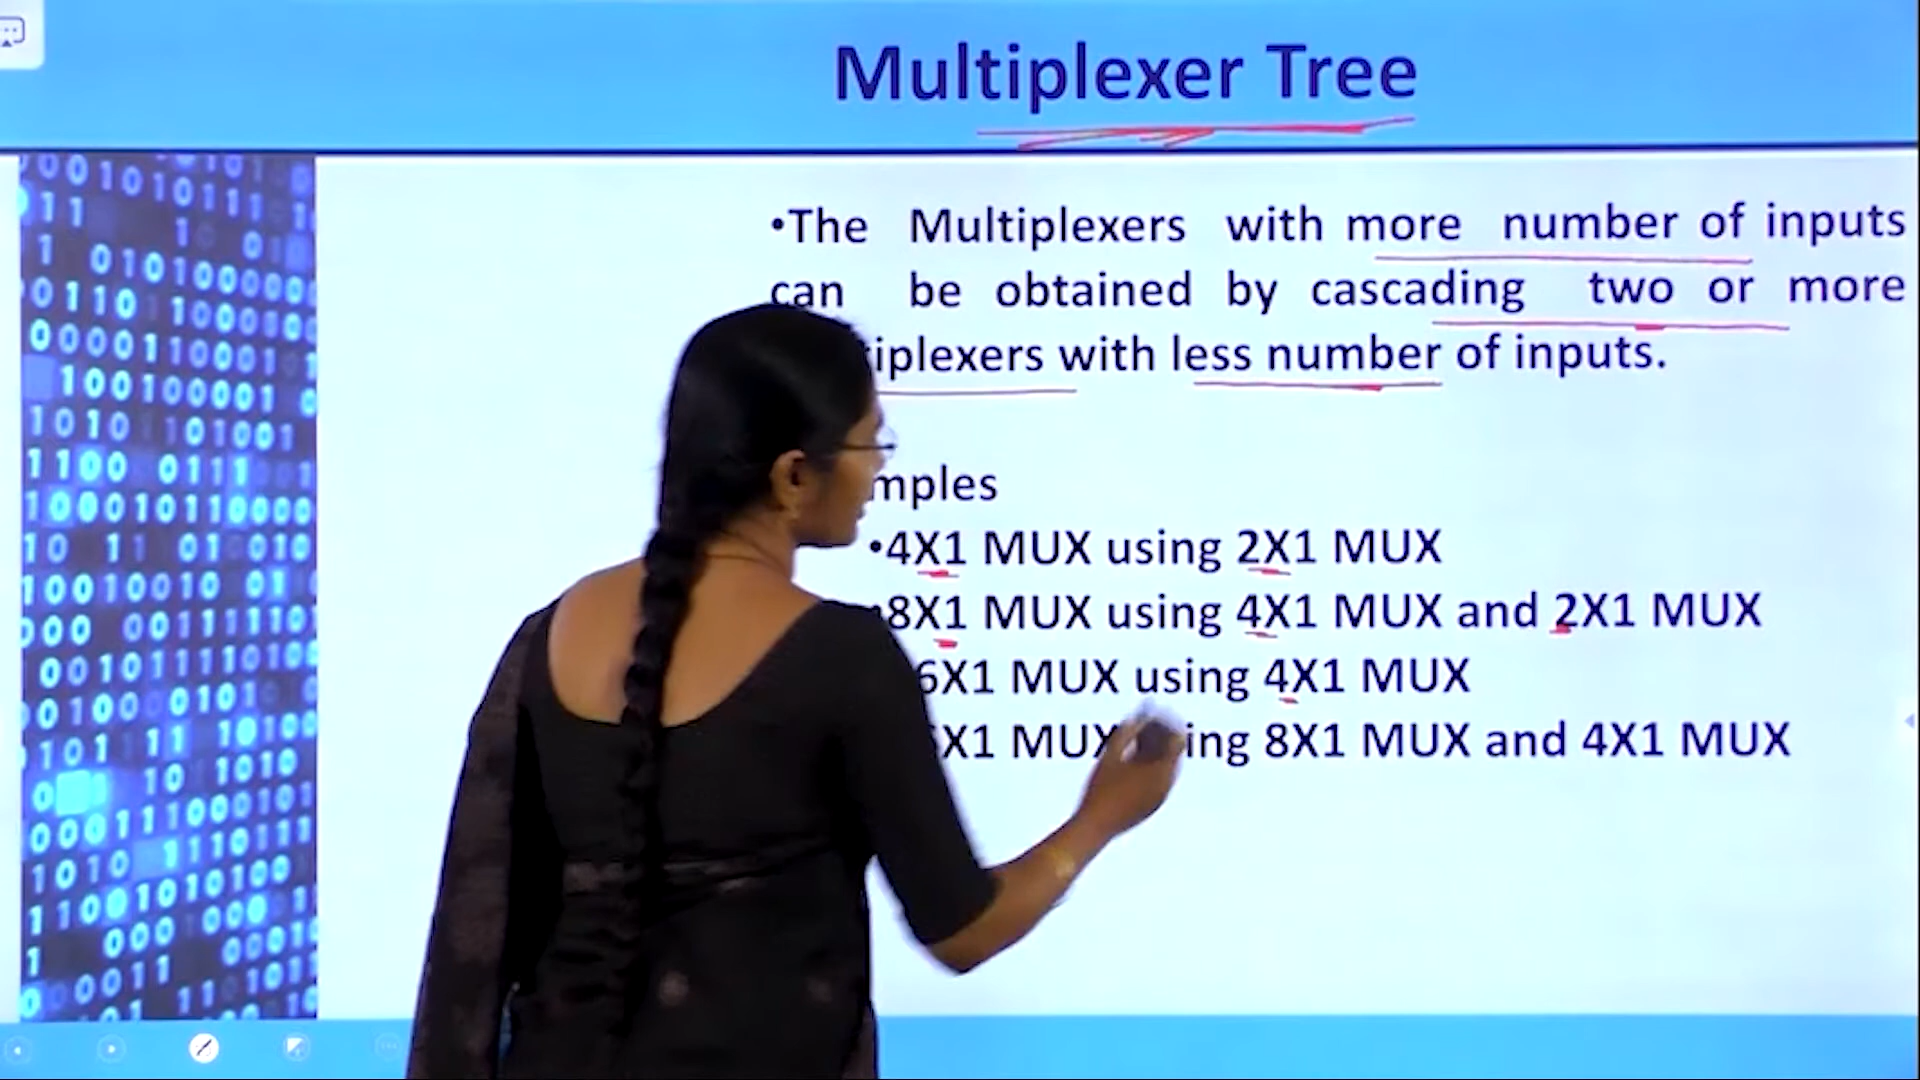 Multiplexer Tree
•The Multiplexers with more number of inputs
can be obtained by cascading two or more
iplexers with less number of inputs.
mples
•4X1 MUX using 2X1 MUX
•8X1 MUX using 4X1 MUX and 2X1 MUX
6X1 MUX using 4X1 MUX
X1 MUX ing 8X1 MUX and 4X1 MUX